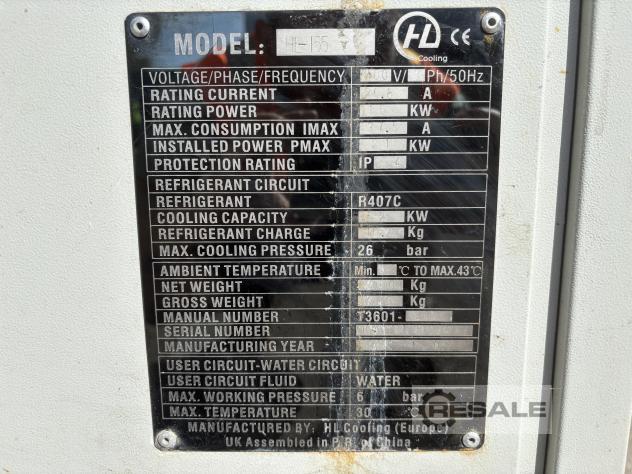 MODEL: HL-155
HL CE
Cooling
VOLTAGE/PHASE/FREQUENCY V/ Ph/50Hz
RATING CURRENT A
RATING POWER KW
MAX. CONSUMPTION IMAX A
INSTALLED POWER PMAX KW
PROTECTION RATING IP
REFRIGERANT CIRCUIT
REFRIGERANT R407C
COOLING CAPACITY KW
REFRIGERANT CHARGE Kg
MAX. COOLING PRESSURE 26 bar
AMBIENT TEMPERATURE Min. ℃ TO MAX.43℃
NET WEIGHT Kg
GROSS WEIGHT Kg
MANUAL NUMBER T3601-
SERIAL NUMBER
MANUFACTURING YEAR
USER CIRCUIT-WATER CIRCUIT
USER CIRCUIT FLUID WATER
MAX. WORKING PRESSURE 6 bar
MAX. TEMPERATURE 30 ℃
MANUFACTURED BY: HL Cooling (Europe)
UK Assembled in P.R. of China
RESALE